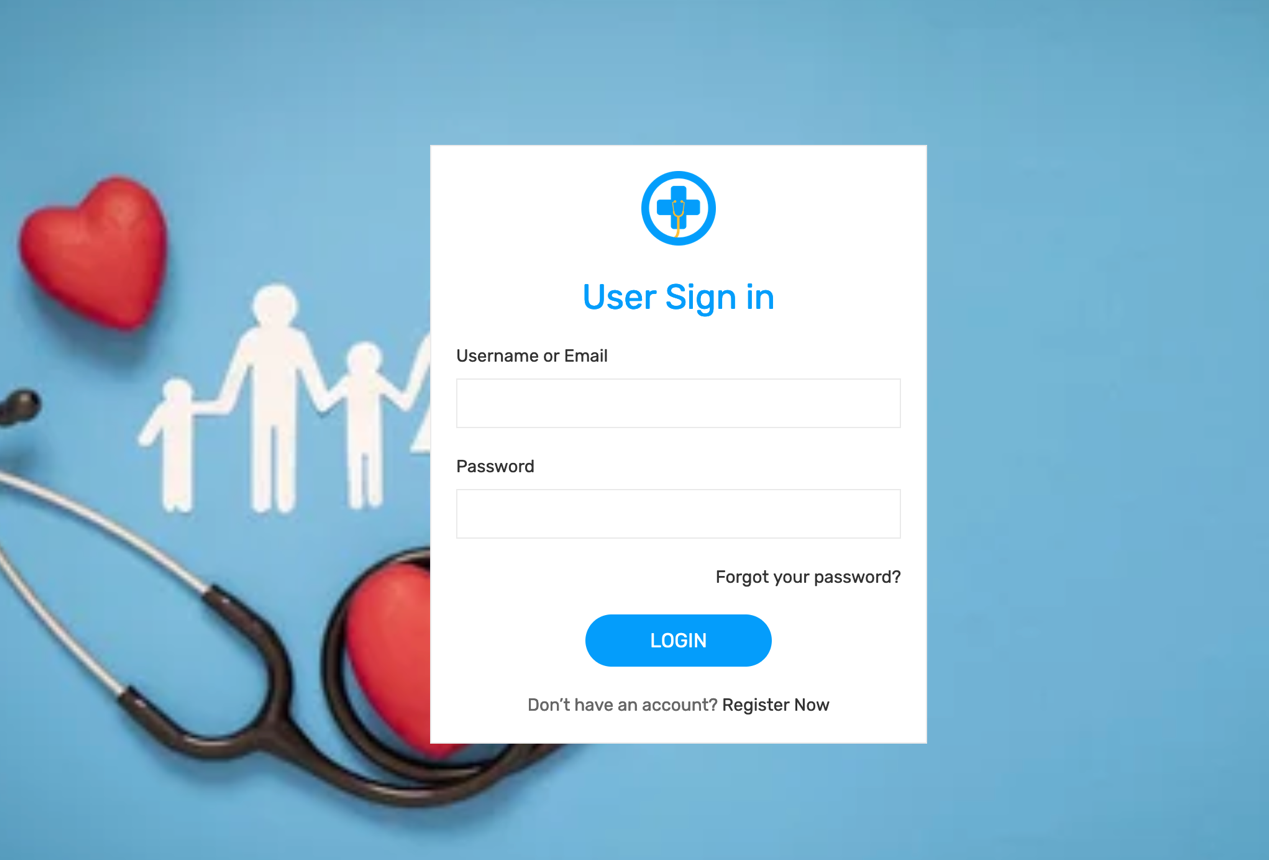 User Sign in
Username or Email
Password
Forgot your password?
LOGIN
Don't have an account? Register Now